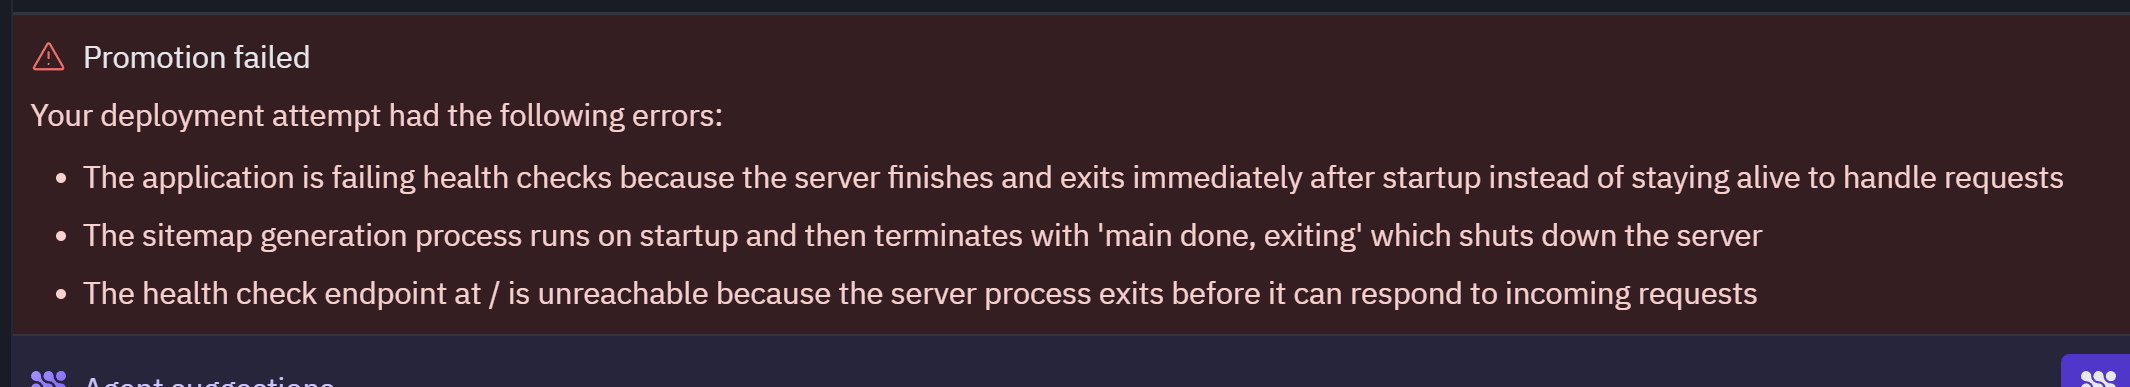 Promotion failed
Your deployment attempt had the following errors:
• The application is failing health checks because the server finishes and exits immediately after startup instead of staying alive to handle requests
• The sitemap generation process runs on startup and then terminates with 'main done, exiting' which shuts down the server
• The health check endpoint at / is unreachable because the server process exits before it can respond to incoming requests
Agent suggestions